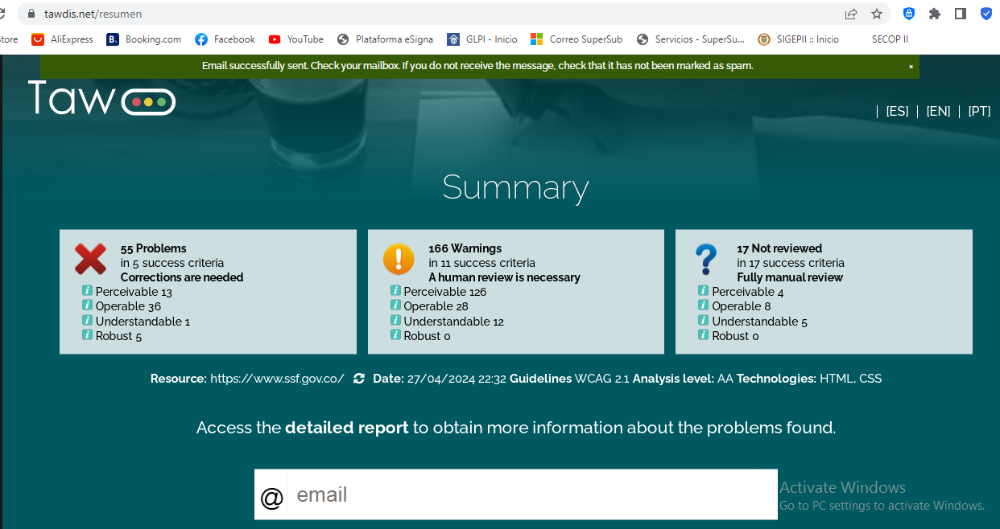 tawdis.net/resumen
tore AliExpress B. Booking.com Facebook YouTube Plataforma eSigna GLPI - Inicio Correo SuperSub Servicios - SuperSu... SIGEPII :: Inicio SECOP II
Email successfully sent. Check your mailbox. If you do not receive the message, check that it has not been marked as spam. ×
Taw
| [ES] | [EN] | [PT]
Summary
55 Problems
in 5 success criteria
Corrections are needed
Perceivable 13
Operable 36
Understandable 1
Robust 5
166 Warnings
in 11 success criteria
A human review is necessary
Perceivable 126
Operable 28
Understandable 12
Robust 0
17 Not reviewed
in 17 success criteria
Fully manual review
Perceivable 4
Operable 8
Understandable 5
Robust 0
Resource: https://www.ssf.gov.co/ Date: 27/04/2024 22:32 Guidelines WCAG 2.1 Analysis level: AA Technologies: HTML, CSS
Access the detailed report to obtain more information about the problems found.
@ email
Activate Windows
Go to PC settings to activate Windows.